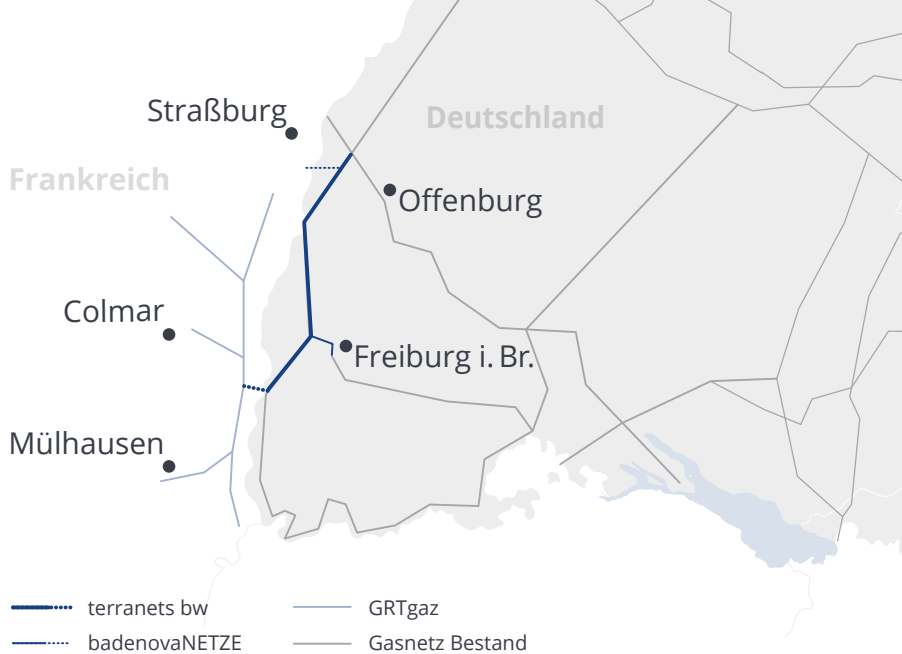 Straßburg
Deutschland
Frankreich
Offenburg
Colmar
Freiburg i. Br.
Mülhausen
terranets bw
GRTgaz
badenovaNETZE
Gasnetz Bestand